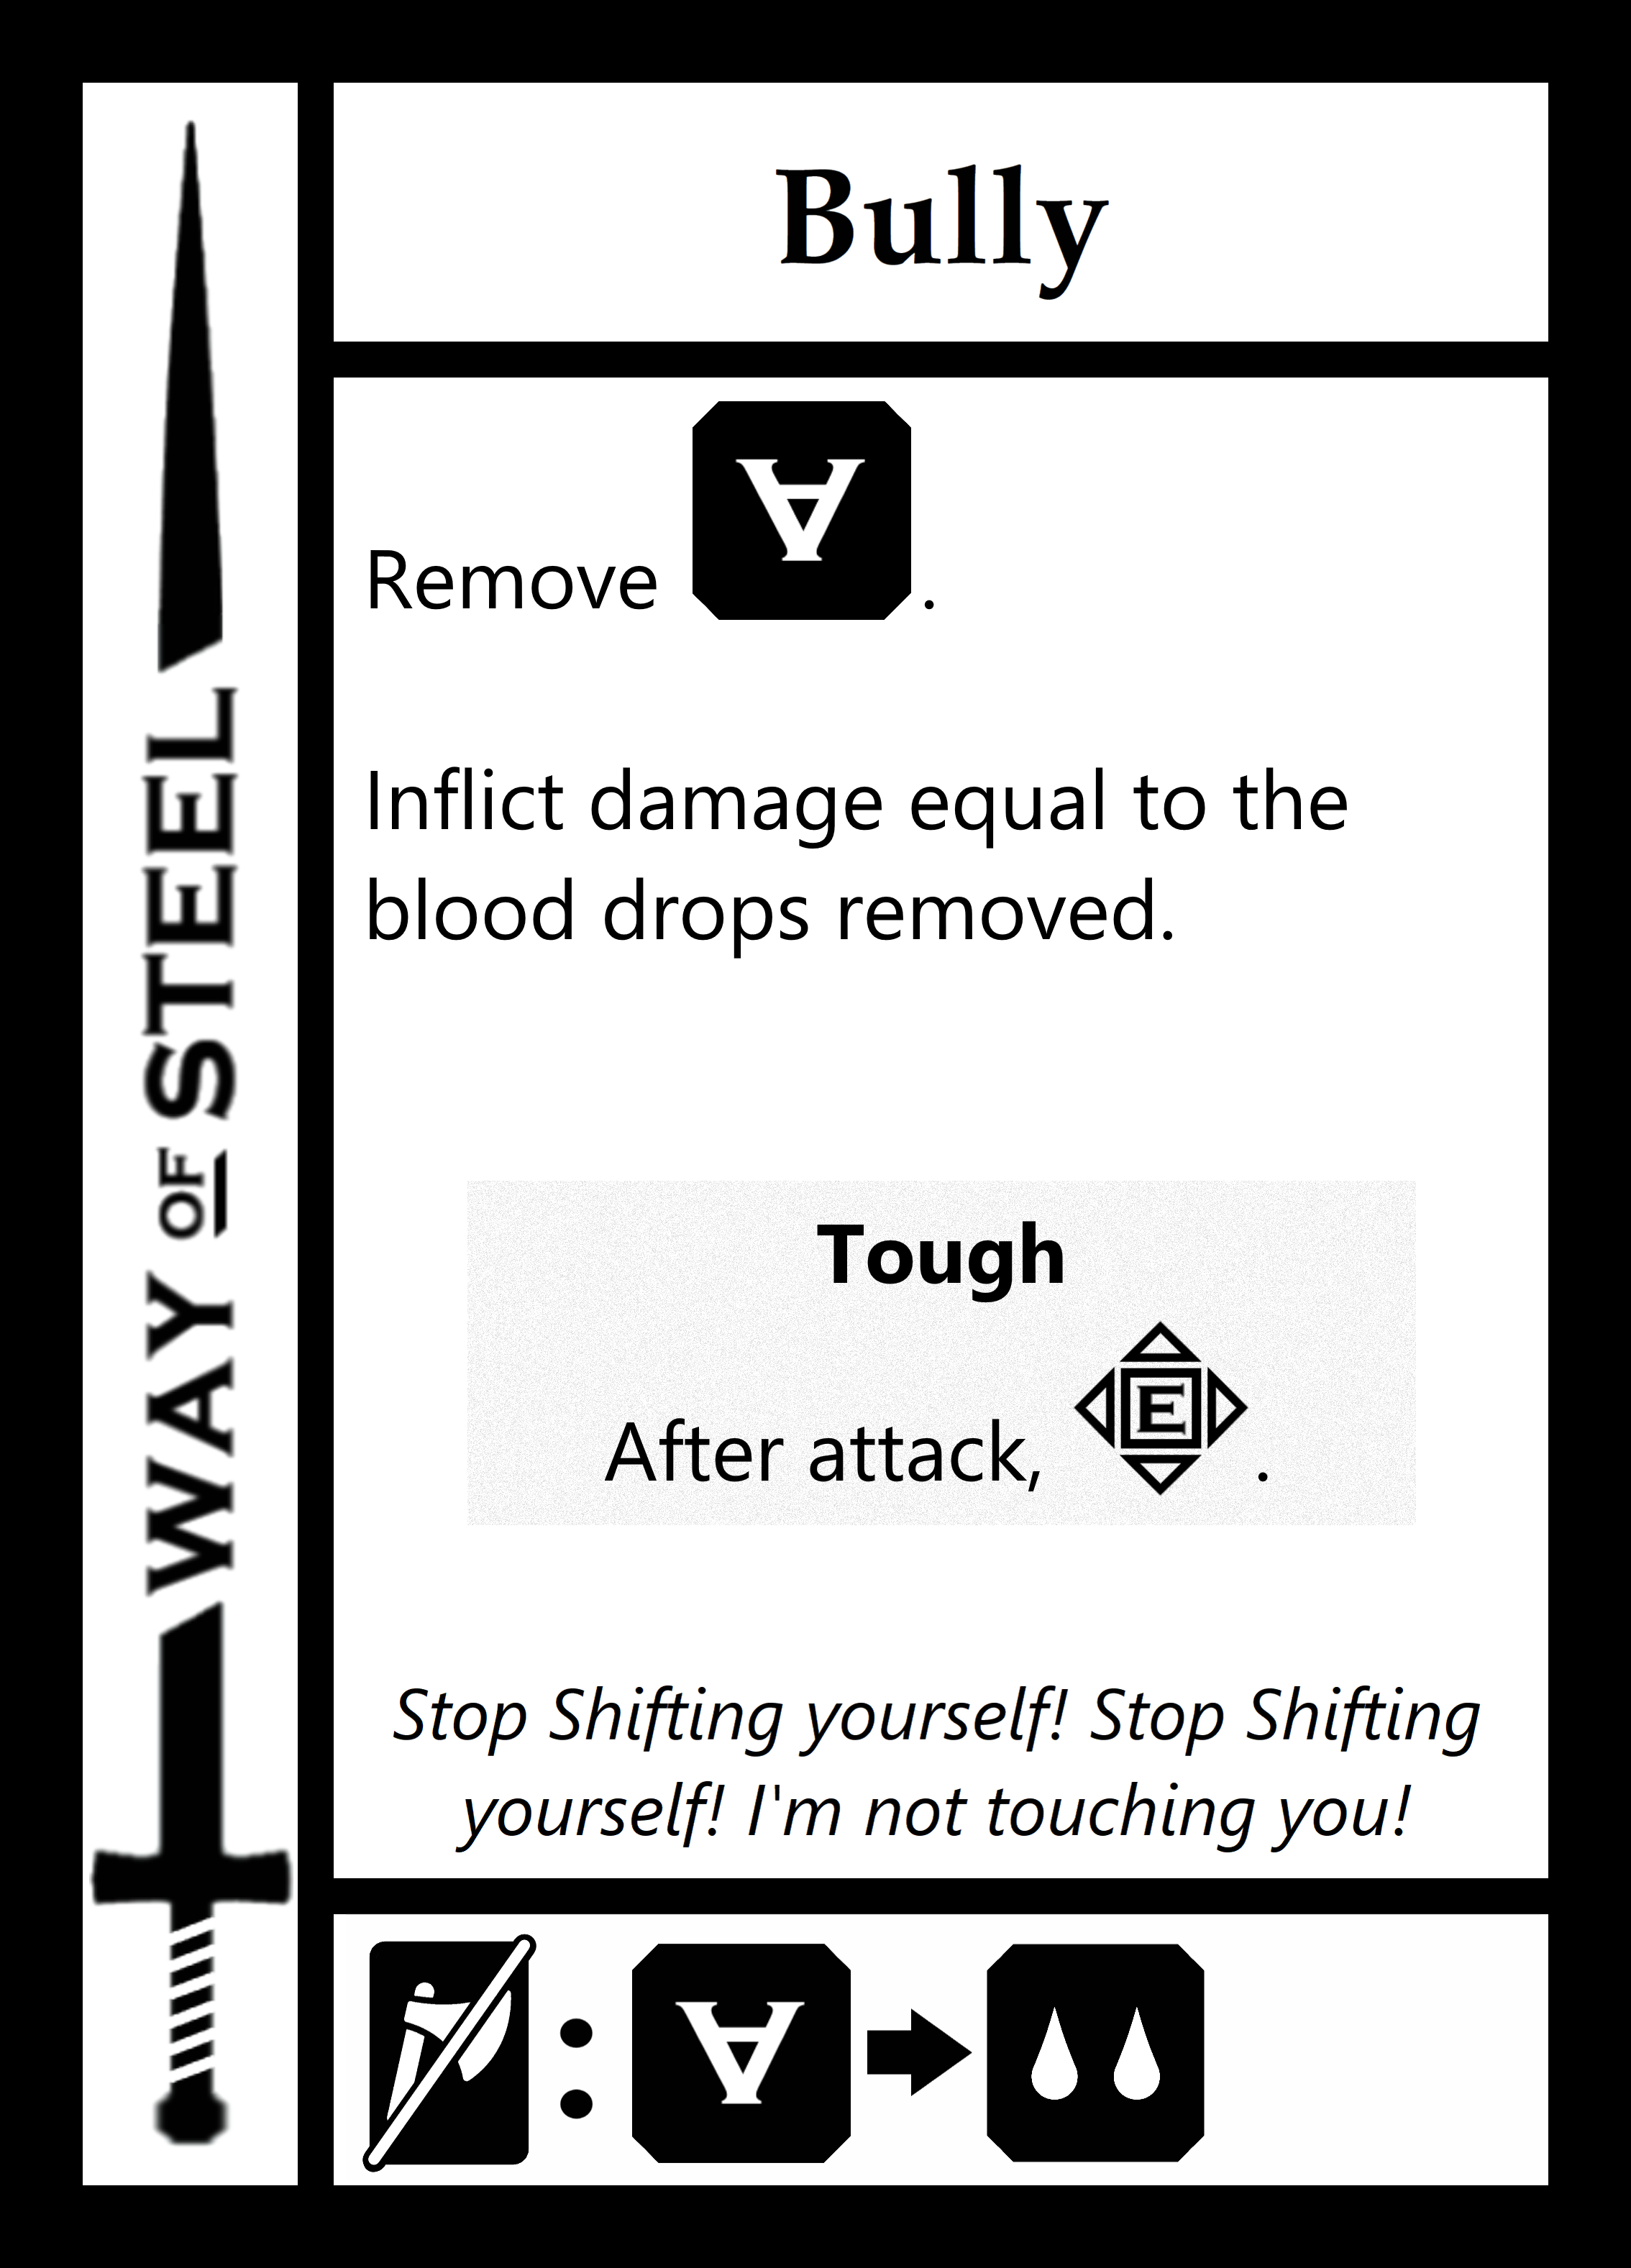 WAY OF STEEL
Bully
Remove ∀.
Inflict damage equal to the
blood drops removed.
Tough
After attack, E.
Stop Shifting yourself! Stop Shifting
yourself! I'm not touching you!
: ∀